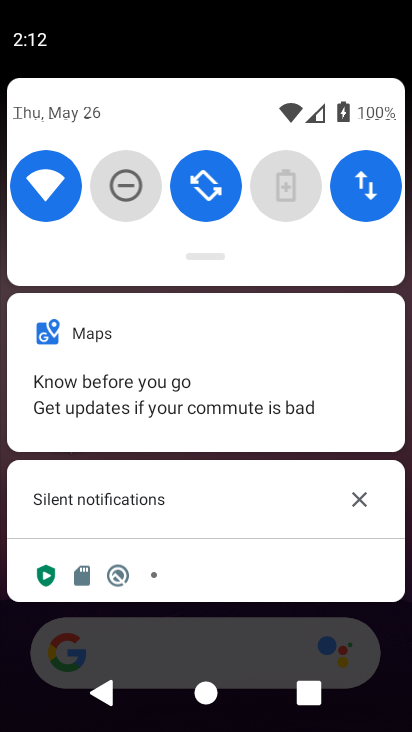 2:12
Thu, May 26
100%
Maps
Know before you go
Get updates if your commute is bad
Silent notifications